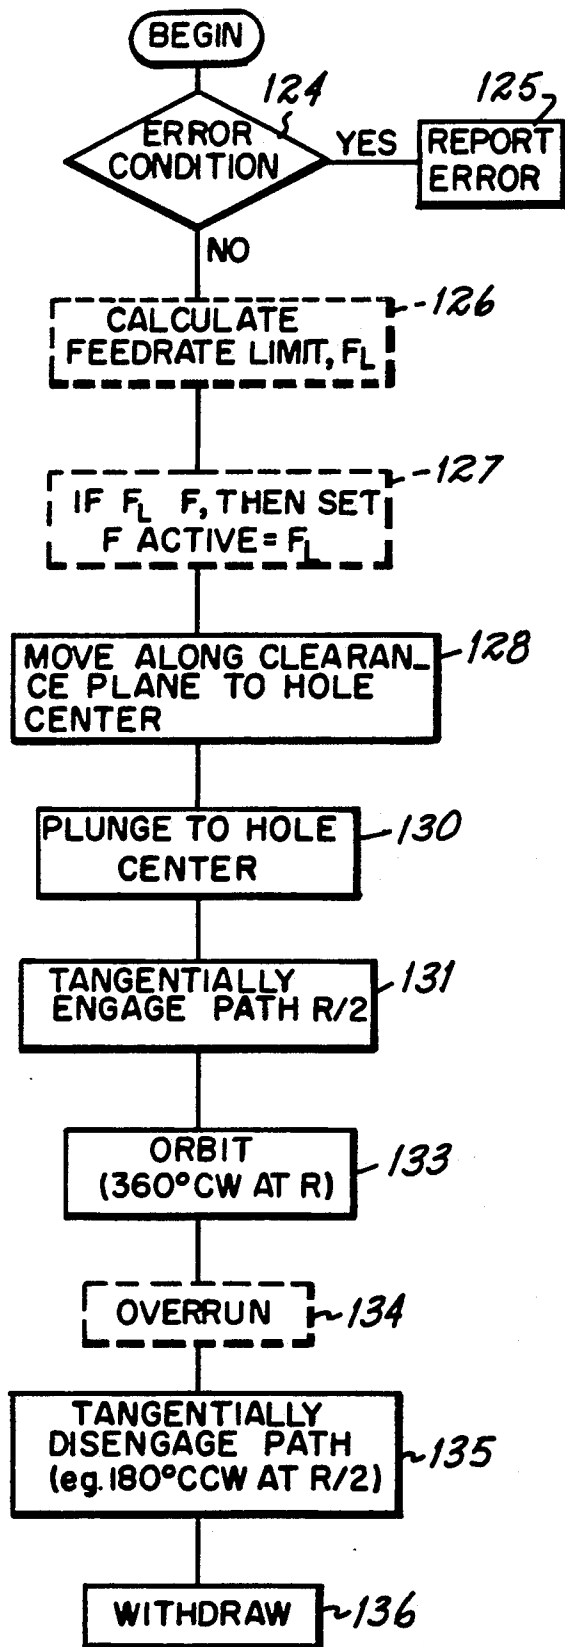 BEGIN
124
ERROR
CONDITION
YES
125
REPORT
ERROR
NO
126
CALCULATE
FEEDRATE LIMIT, FL
127
IF FL F, THEN SET
F ACTIVE = FL
128
MOVE ALONG CLEARAN_
CE PLANE TO HOLE
CENTER
PLUNGE TO HOLE
CENTER
130
TANGENTIALLY
ENGAGE PATH R/2
131
ORBIT
(360°CW AT R)
133
OVERRUN
134
TANGENTIALLY
DISENGAGE PATH
(eg. 180°CCW AT R/2)
135
WITHDRAW
136